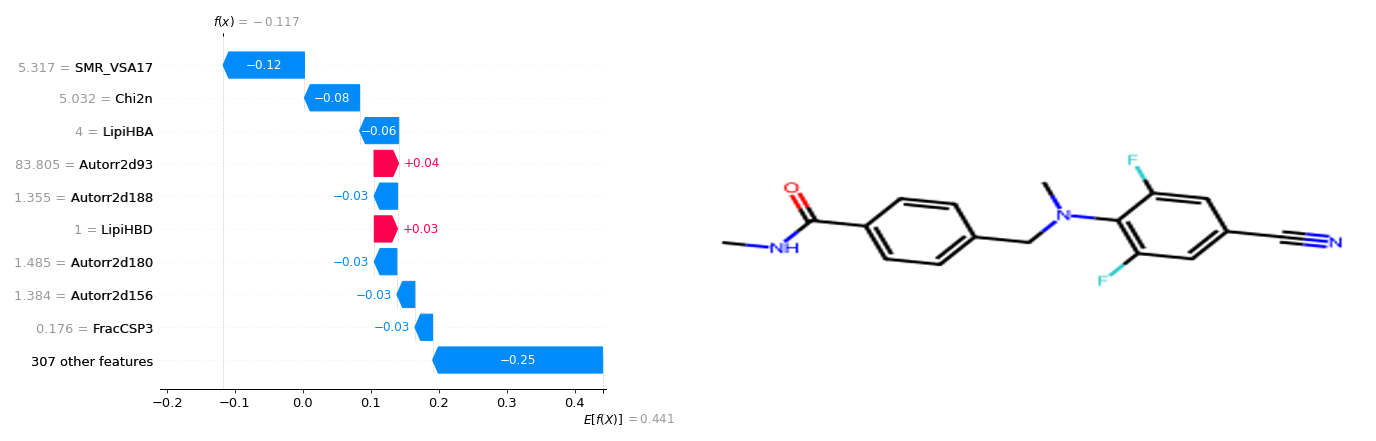 f(x) = −0.117
5.317 = SMR_VSA17
−0.12
5.032 = Chi2n
−0.08
4 = LipiHBA
−0.06
83.805 = Autorr2d93
+0.04
1.355 = Autorr2d188
−0.03
1 = LipiHBD
+0.03
1.485 = Autorr2d180
−0.03
1.384 = Autorr2d156
−0.03
0.176 = FracCSP3
−0.03
307 other features
−0.25
−0.2 −0.1 0.0 0.1 0.2 0.3 0.4
E[f(X)] = 0.441
F
O
N
NH
N
F